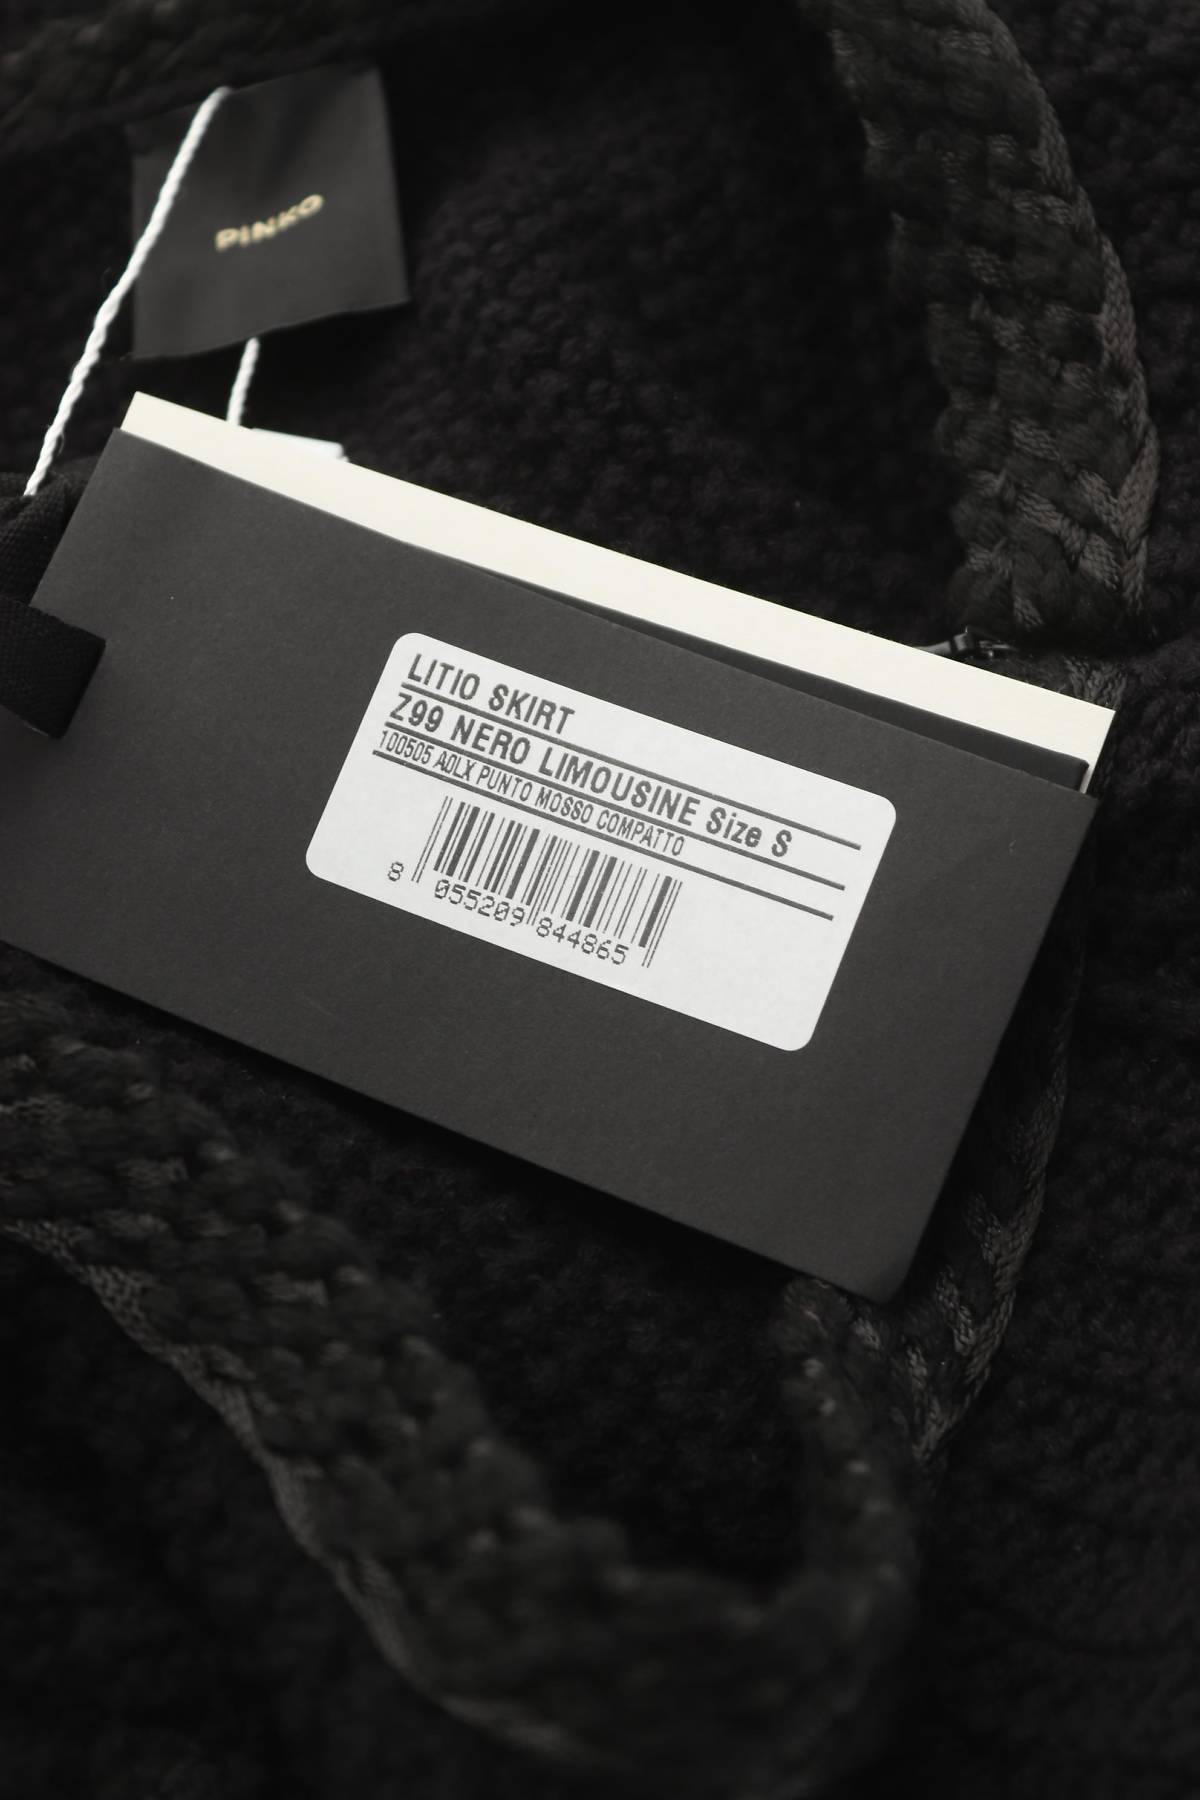 PINKO
LITIO SKIRT
Z99 NERO LIMOUSINE Size S
100505 A0LX PUNTO MOSSO COMPATTO
8 055209 844865